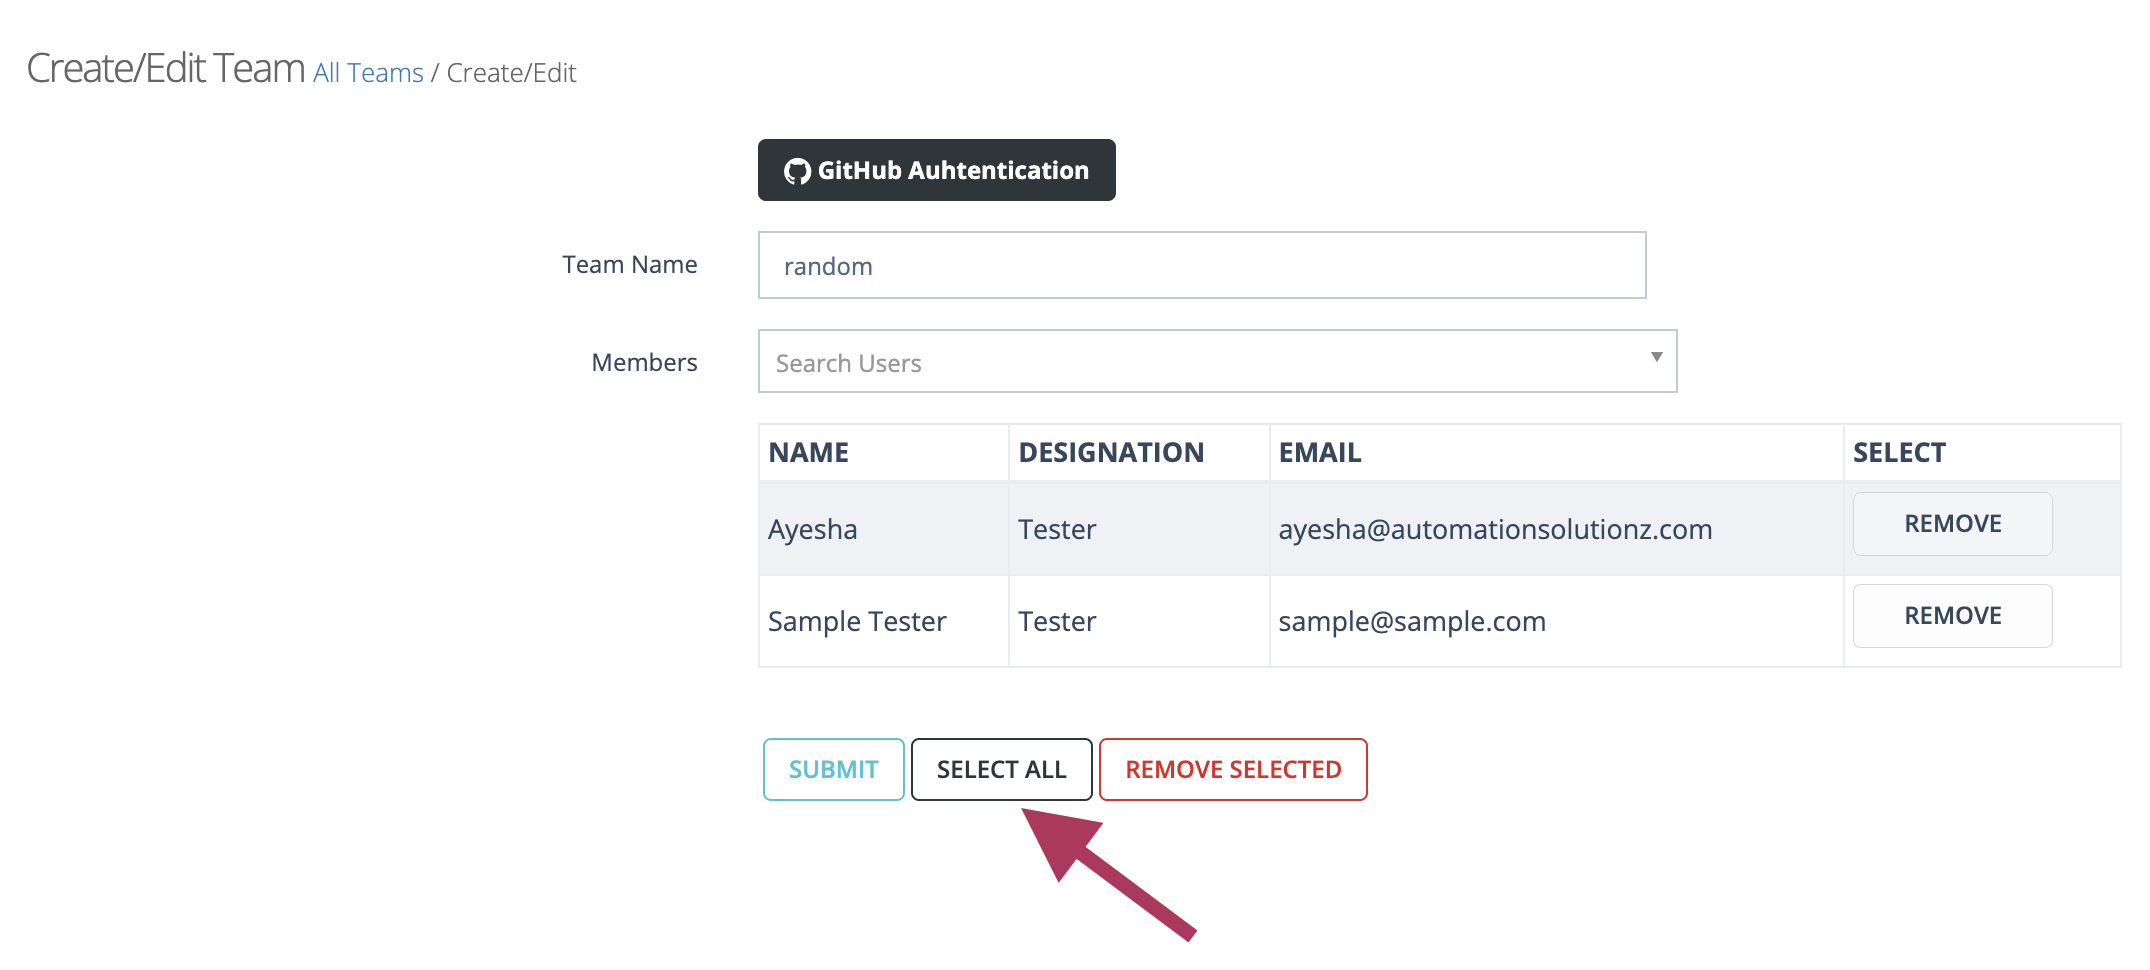 Create/Edit Team All Teams / Create/Edit
GitHub Auhtentication
Team Name random
Members Search Users
NAME DESIGNATION EMAIL SELECT
Ayesha Tester ayesha@automationsolutionz.com REMOVE
Sample Tester Tester sample@sample.com REMOVE
SUBMIT SELECT ALL REMOVE SELECTED